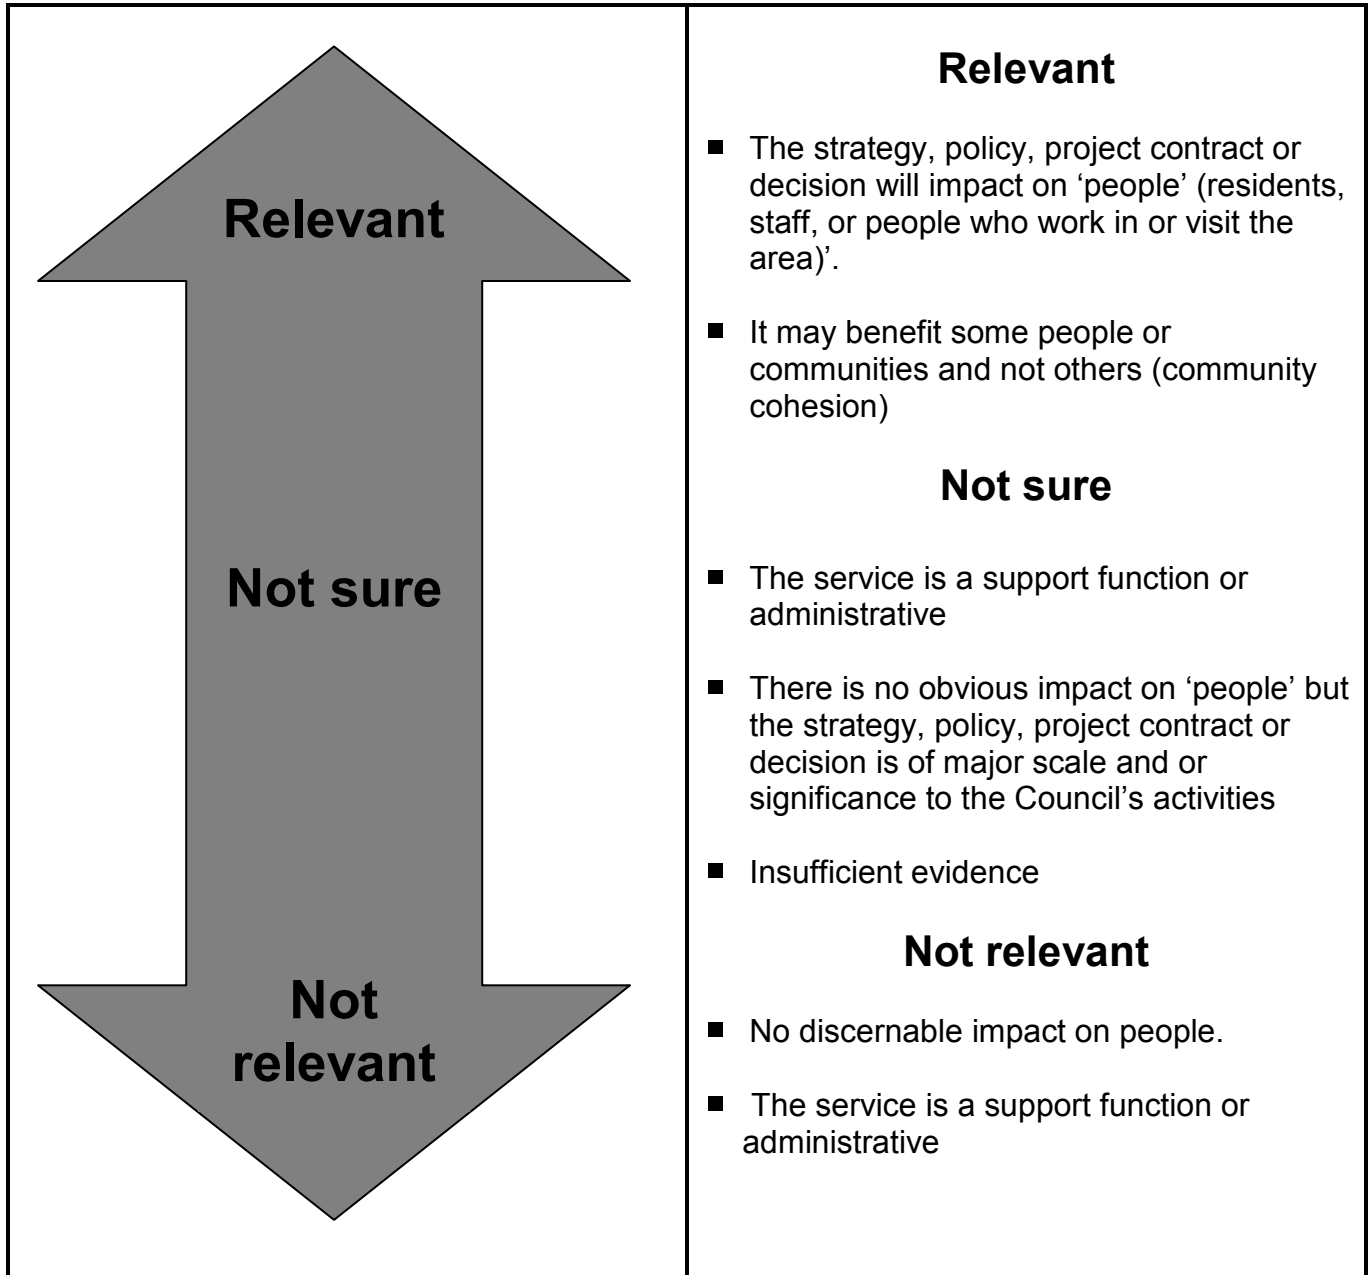 Relevant
Not sure
Not
relevant
Relevant
■ The strategy, policy, project contract or
decision will impact on ‘people’ (residents,
staff, or people who work in or visit the
area)’.
■ It may benefit some people or
communities and not others (community
cohesion)
Not sure
■ The service is a support function or
administrative
■ There is no obvious impact on ‘people’ but
the strategy, policy, project contract or
decision is of major scale and or
significance to the Council’s activities
■ Insufficient evidence
Not relevant
■ No discernable impact on people.
■ The service is a support function or
administrative